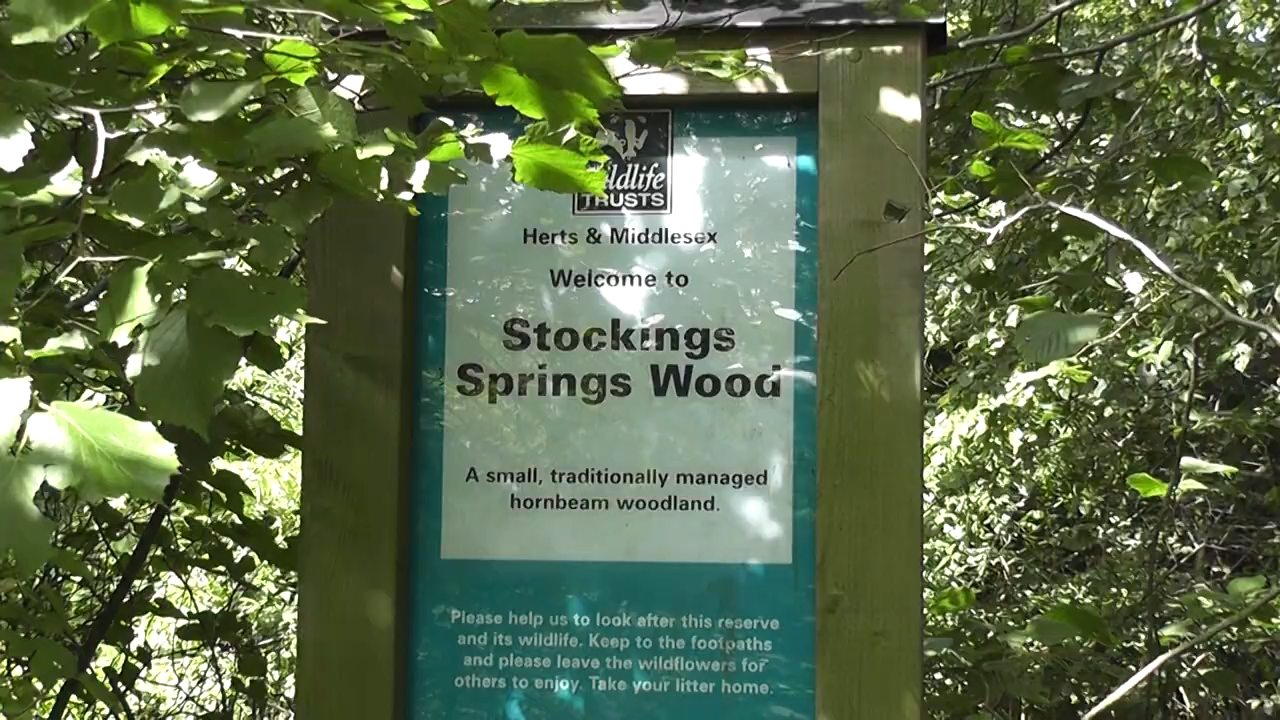 TRUSTS
Herts & Middlesex
Welcome to
Stockings
Springs Wood
A small, traditionally managed
hornbeam woodland.
Please help us to look after this reserve
and its wildlife. Keep to the footpaths
and please leave the wildflowers for
others to enjoy. Take your litter home.